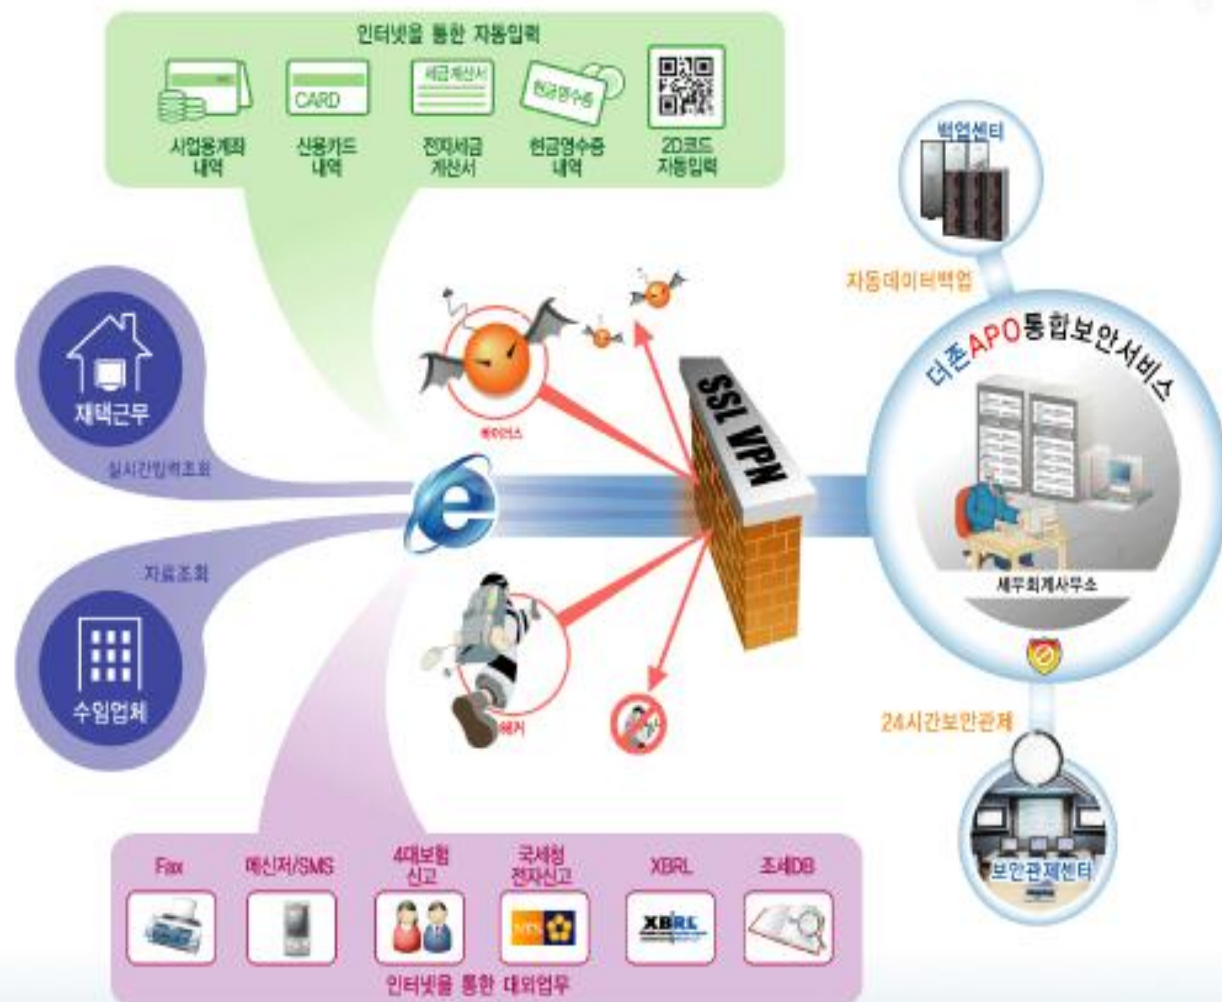 인터넷을 통한 자동입력
세금계산서
CARD
현금영수증
사업용계좌
내역
신용카드
내역
전자세금
계산서
현금영수증
내역
2D코드
자동입력
백업센터
자동데이터백업
더존APO통합보안서비스
재택근무
실시간입력조회
바이러스
SSL VPN
세무회계사무소
자료조회
수임업체
해커
24시간보안관제
보안관제센터
Fax
메신저/SMS
4대보험
신고
국세청
전자신고
XBRL
조세DB
NTS
XBRL
인터넷을 통한 대외업무